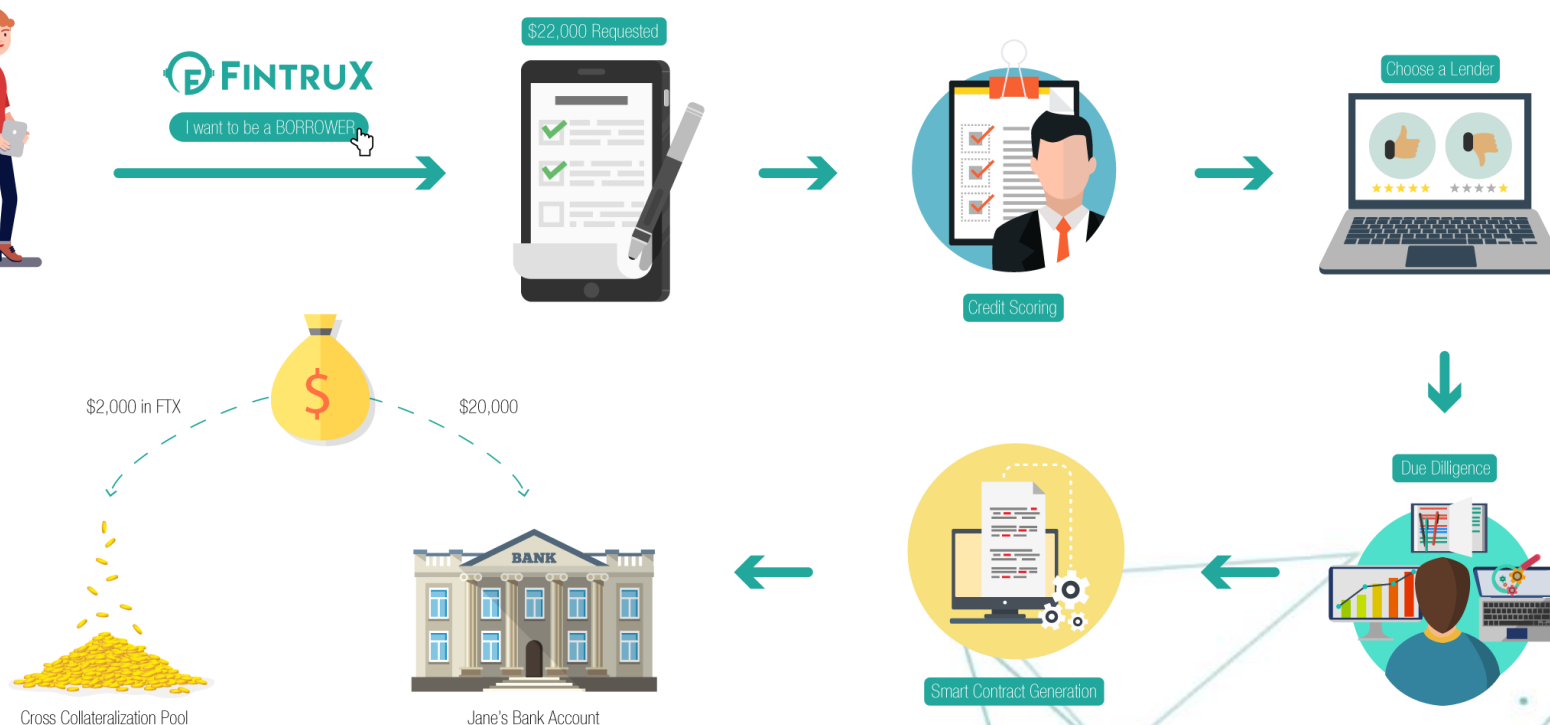 $22,000 Requested
FINTRUX
I want to be a BORROWER
Choose a Lender
Credit Scoring
$2,000 in FTX
$20,000
Due Dilligence
BANK
Smart Contract Generation
Cross Collateralization Pool
Jane's Bank Account